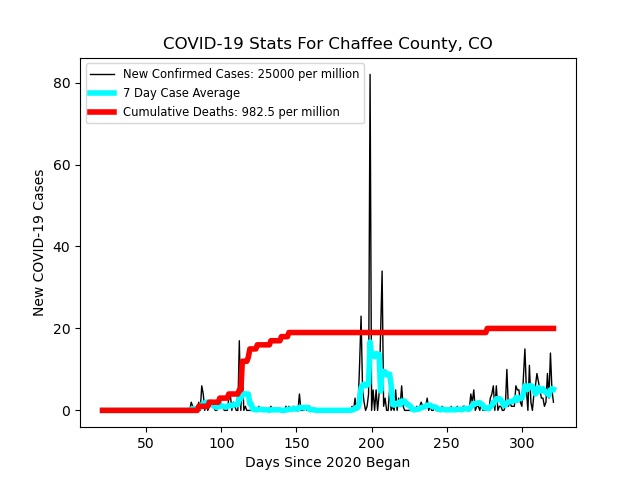 COVID-19 Stats For Chaffee County, CO
New Confirmed Cases: 25000 per million
7 Day Case Average
Cumulative Deaths: 982.5 per million
80
60
40
20
0
New COVID-19 Cases
50 100 150 200 250 300
Days Since 2020 Began